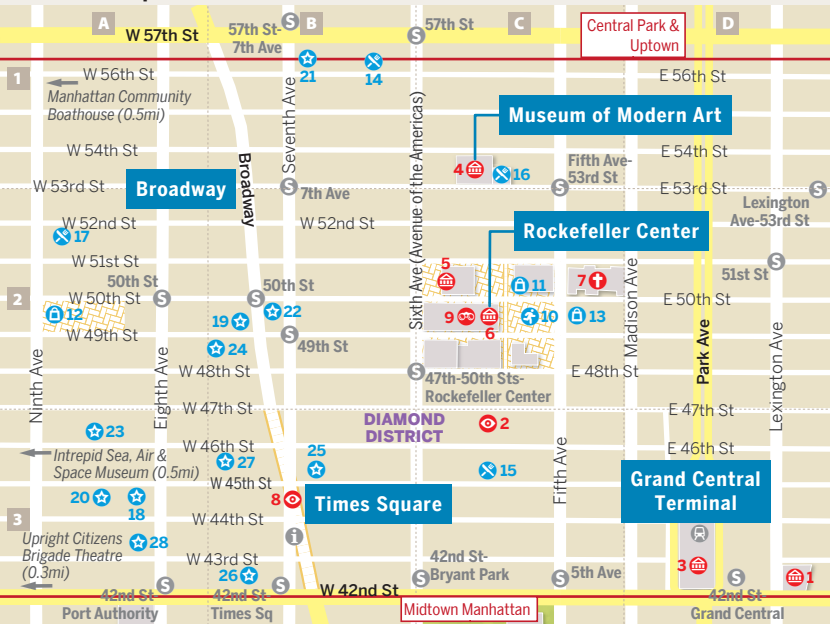 A
B
C
D
W 57th St
57th St-
7th Ave
57th St
Central Park &
Uptown
21
14
1
W 56th St
E 56th St
Manhattan Community
Boathouse (0.5mi)
Seventh Ave
Sixth Ave (Avenue of the Americas)
Museum of Modern Art
W 54th St
E 54th St
Broadway
4
16
Fifth Ave-
53rd St
W 53rd St
Broadway
7th Ave
E 53rd St
Lexington
Ave-53rd St
W 52nd St
W 52nd St
17
Rockefeller Center
W 51st St
51st St
5
11
7
50th St
50th St
2
W 50th St
E 50th St
12
19
22
9
6
10
13
W 49th St
49th St
24
Ninth Ave
Eighth Ave
Madison Ave
Park Ave
Lexington Ave
W 48th St
47th-50th Sts-
Rockefeller Center
E 48th St
W 47th St
E 47th St
DIAMOND
DISTRICT
2
23
W 46th St
E 46th St
Intrepid Sea, Air &
Space Museum (0.5mi)
27
25
15
Fifth Ave
W 45th St
Grand Central
Terminal
20
18
8
Times Square
3
W 44th St
Upright Citizens
Brigade Theatre
(0.3mi)
28
W 43rd St
26
42nd St-
Bryant Park
5th Ave
3
1
42nd St
Port Authority
42nd St
Times Sq
W 42nd St
Midtown Manhattan
42nd St
Grand Central